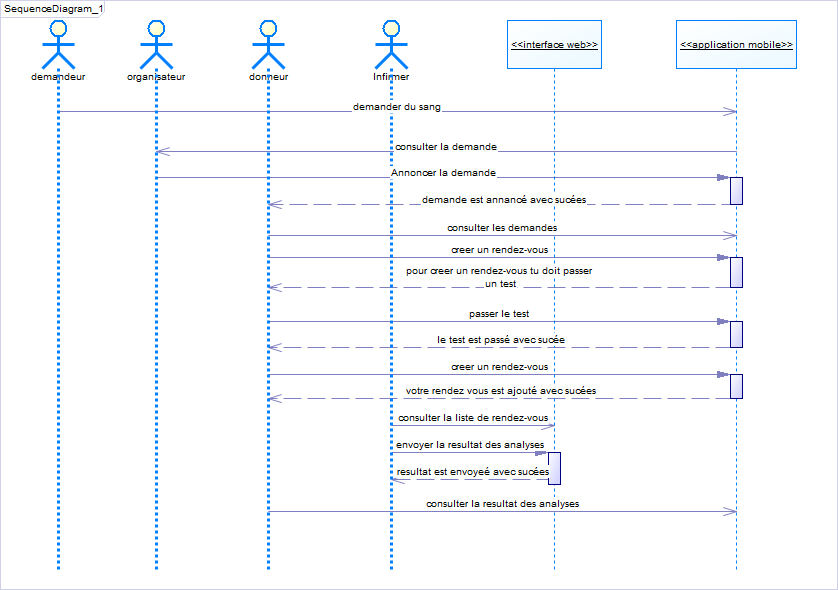 SequenceDiagram_1
demandeur
organisateur
donneur
Infirmer
<<interface web>>
<<application mobile>>
demander du sang
consulter la demande
Annoncer la demande
demande est annancé avec sucées
consulter les demandes
creer un rendez-vous
pour creer un rendez-vous tu doit passer
un test
passer le test
le test est passé avec sucée
creer un rendez-vous
votre rendez vous est ajouté avec sucées
consulter la liste de rendez-vous
envoyer la resultat des analyses
resultat est envoyeé avec sucées
consulter la resultat des analyses